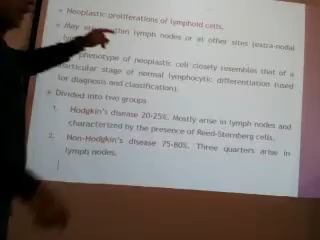 Neoplastic proliferations of lymphoid cells.
May within lymph nodes or at other sites (extra-nodal
phenotype of neoplastic cell closely resembles that of a
particular stage of normal lymphocytic differentiation (used
for diagnosis and classification).
Divided into two groups
1. Hodgkin's disease 20-25%. Mostly arise in lymph nodes and
characterized by the presence of Reed-Sternberg cells.
2. Non-Hodgkin's disease 75-80%. Three quarters arise in
lymph nodes.